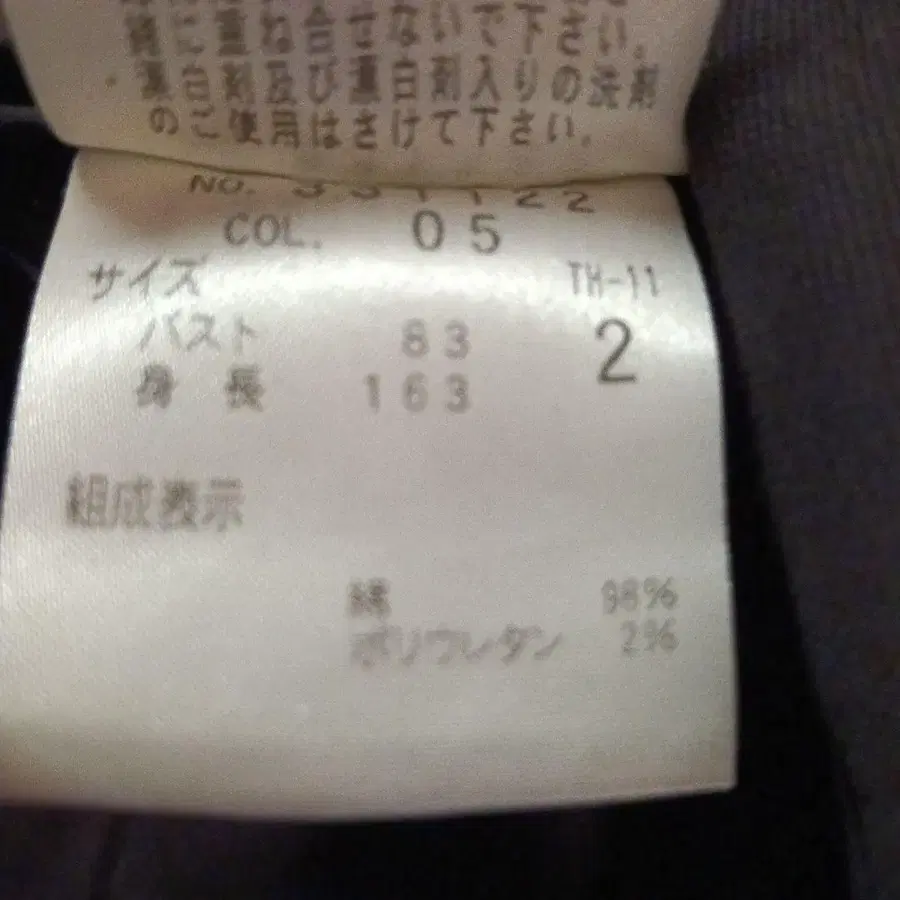 に重ね合せないで下さい。
白剤及び漂白剤入りの洗剤
のご使用はさけて下さい。
NO. 331122
COL. 05
サイズ TH-11
バスト 83 2
身長 163
組成表示
綿 98%
ポリウレタン 2%